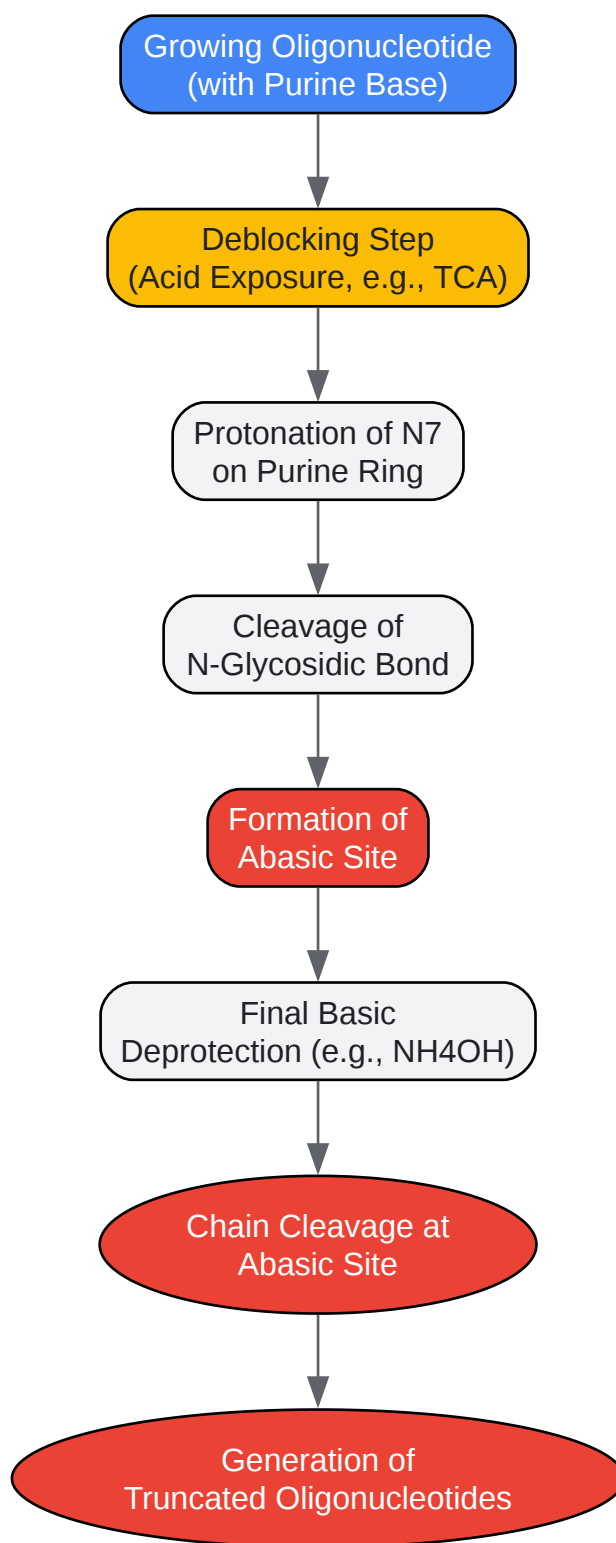 Growing Oligonucleotide
(with Purine Base)
Deblocking Step
(Acid Exposure, e.g., TCA)
Protonation of N7
on Purine Ring
Cleavage of
N-Glycosidic Bond
Formation of
Abasic Site
Final Basic
Deprotection (e.g., NH4OH)
Chain Cleavage at
Abasic Site
Generation of
Truncated Oligonucleotides